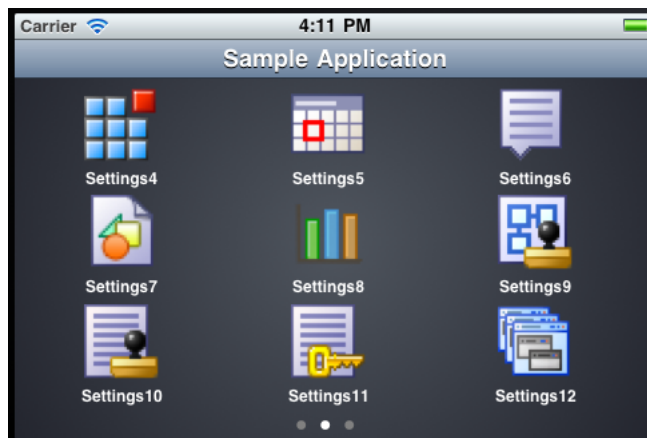 Carrier 4:11 PM
Sample Application
Settings4 Settings5 Settings6
Settings7 Settings8 Settings9
Settings10 Settings11 Settings12